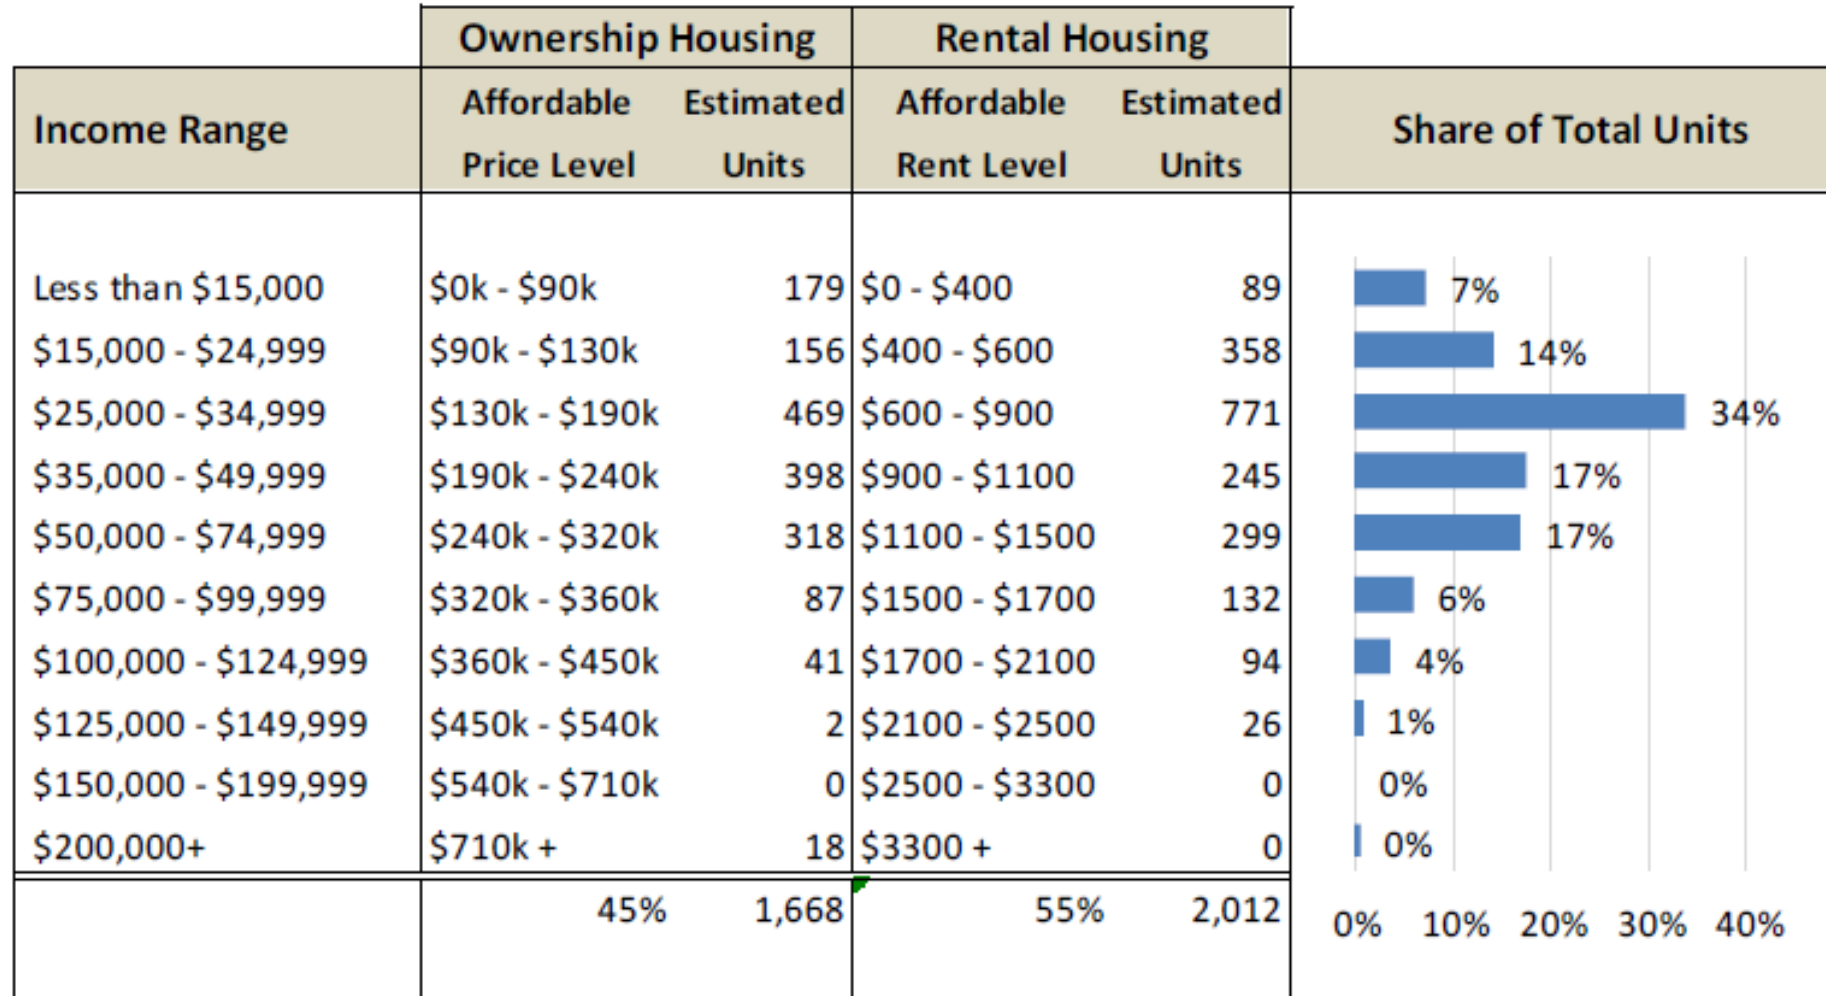 Ownership Housing Rental Housing
Income Range Affordable Price Level Estimated Units Affordable Rent Level Estimated Units Share of Total Units
Less than $15,000 $0k - $90k 179 $0 - $400 89 7%
$15,000 - $24,999 $90k - $130k 156 $400 - $600 358 14%
$25,000 - $34,999 $130k - $190k 469 $600 - $900 771 34%
$35,000 - $49,999 $190k - $240k 398 $900 - $1100 245 17%
$50,000 - $74,999 $240k - $320k 318 $1100 - $1500 299 17%
$75,000 - $99,999 $320k - $360k 87 $1500 - $1700 132 6%
$100,000 - $124,999 $360k - $450k 41 $1700 - $2100 94 4%
$125,000 - $149,999 $450k - $540k 2 $2100 - $2500 26 1%
$150,000 - $199,999 $540k - $710k 0 $2500 - $3300 0 0%
$200,000+ $710k + 18 $3300 + 0 0%
45% 1,668 55% 2,012
0% 10% 20% 30% 40%